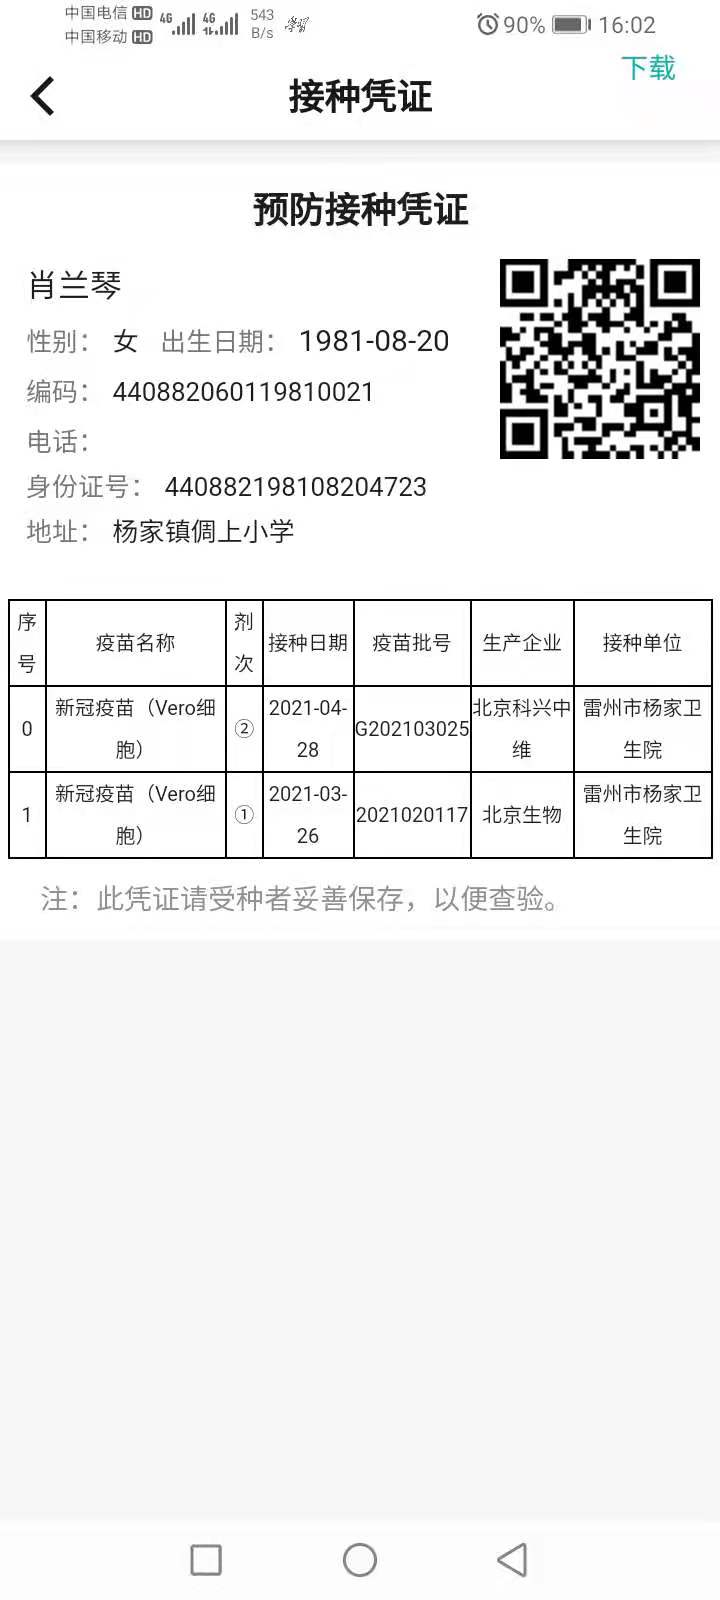 中国电信 HD 4G 4G 543 B/s 90% 16:02
中国移动 HD
下载
接种凭证
预防接种凭证
肖兰琴
性别： 女 出生日期： 1981-08-20
编码： 440882060119810021
电话：
身份证号： 440882198108204723
地址： 杨家镇倜上小学
序号 疫苗名称 剂次 接种日期 疫苗批号 生产企业 接种单位
0 新冠疫苗（Vero细胞） ② 2021-04-28 G202103025 北京科兴中维 雷州市杨家卫生院
1 新冠疫苗（Vero细胞） ① 2021-03-26 2021020117 北京生物 雷州市杨家卫生院
注：此凭证请受种者妥善保存，以便查验。